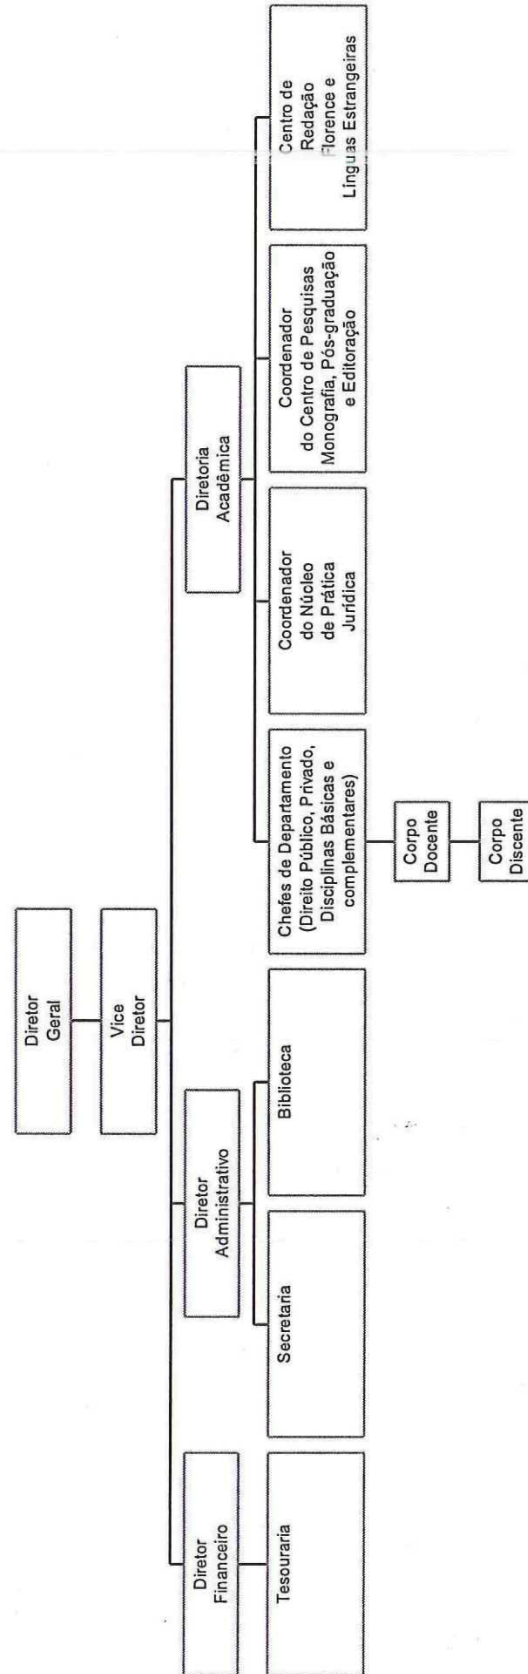 Diretor
Geral
Vice
Diretor
Diretor
Financeiro
Diretor
Administrativo
Diretoria
Acadêmica
Tesouraria
Secretaria
Biblioteca
Chefes de Departamento
(Direito Público, Privado,
Disciplinas Básicas e
complementares)
Coordenador
do Núcleo
de Prática
Jurídica
Coordenador
do Centro de Pesquisas
Monografia, Pós-graduação
e Editoração
Centro de
Redação
Florence e
Línguas Estrangeiras
Corpo
Docente
Corpo
Discente